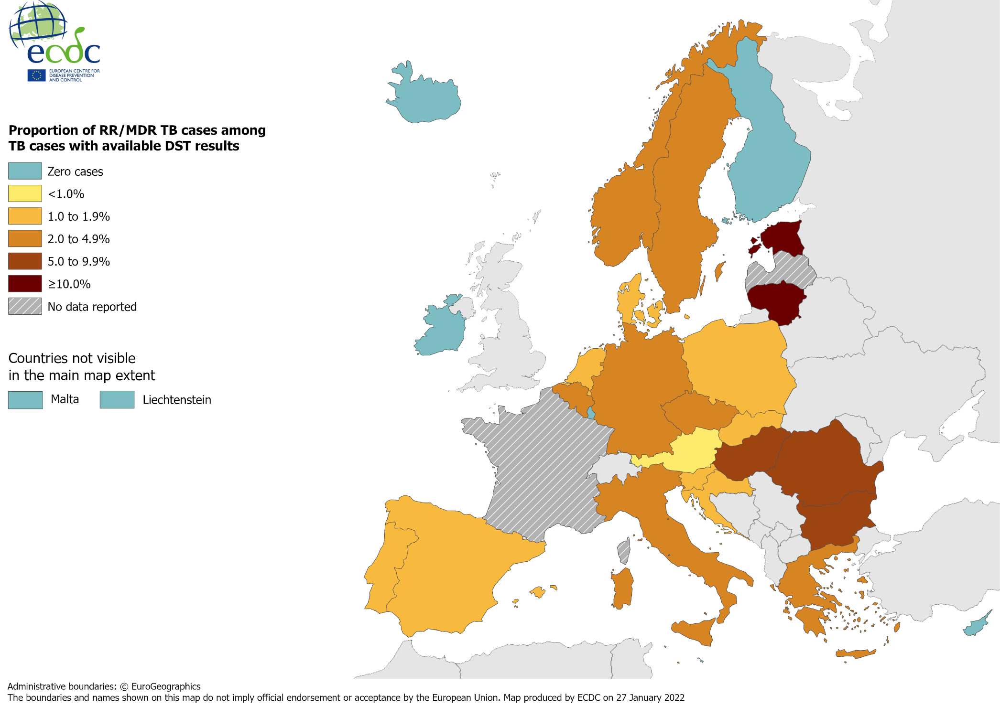 ecdc
EUROPEAN CENTRE FOR
DISEASE PREVENTION
AND CONTROL
Proportion of RR/MDR TB cases among
TB cases with available DST results
Zero cases
<1.0%
1.0 to 1.9%
2.0 to 4.9%
5.0 to 9.9%
≥10.0%
No data reported
Countries not visible
in the main map extent
Malta
Liechtenstein
Administrative boundaries: © EuroGeographics
The boundaries and names shown on this map do not imply official endorsement or acceptance by the European Union. Map produced by ECDC on 27 January 2022